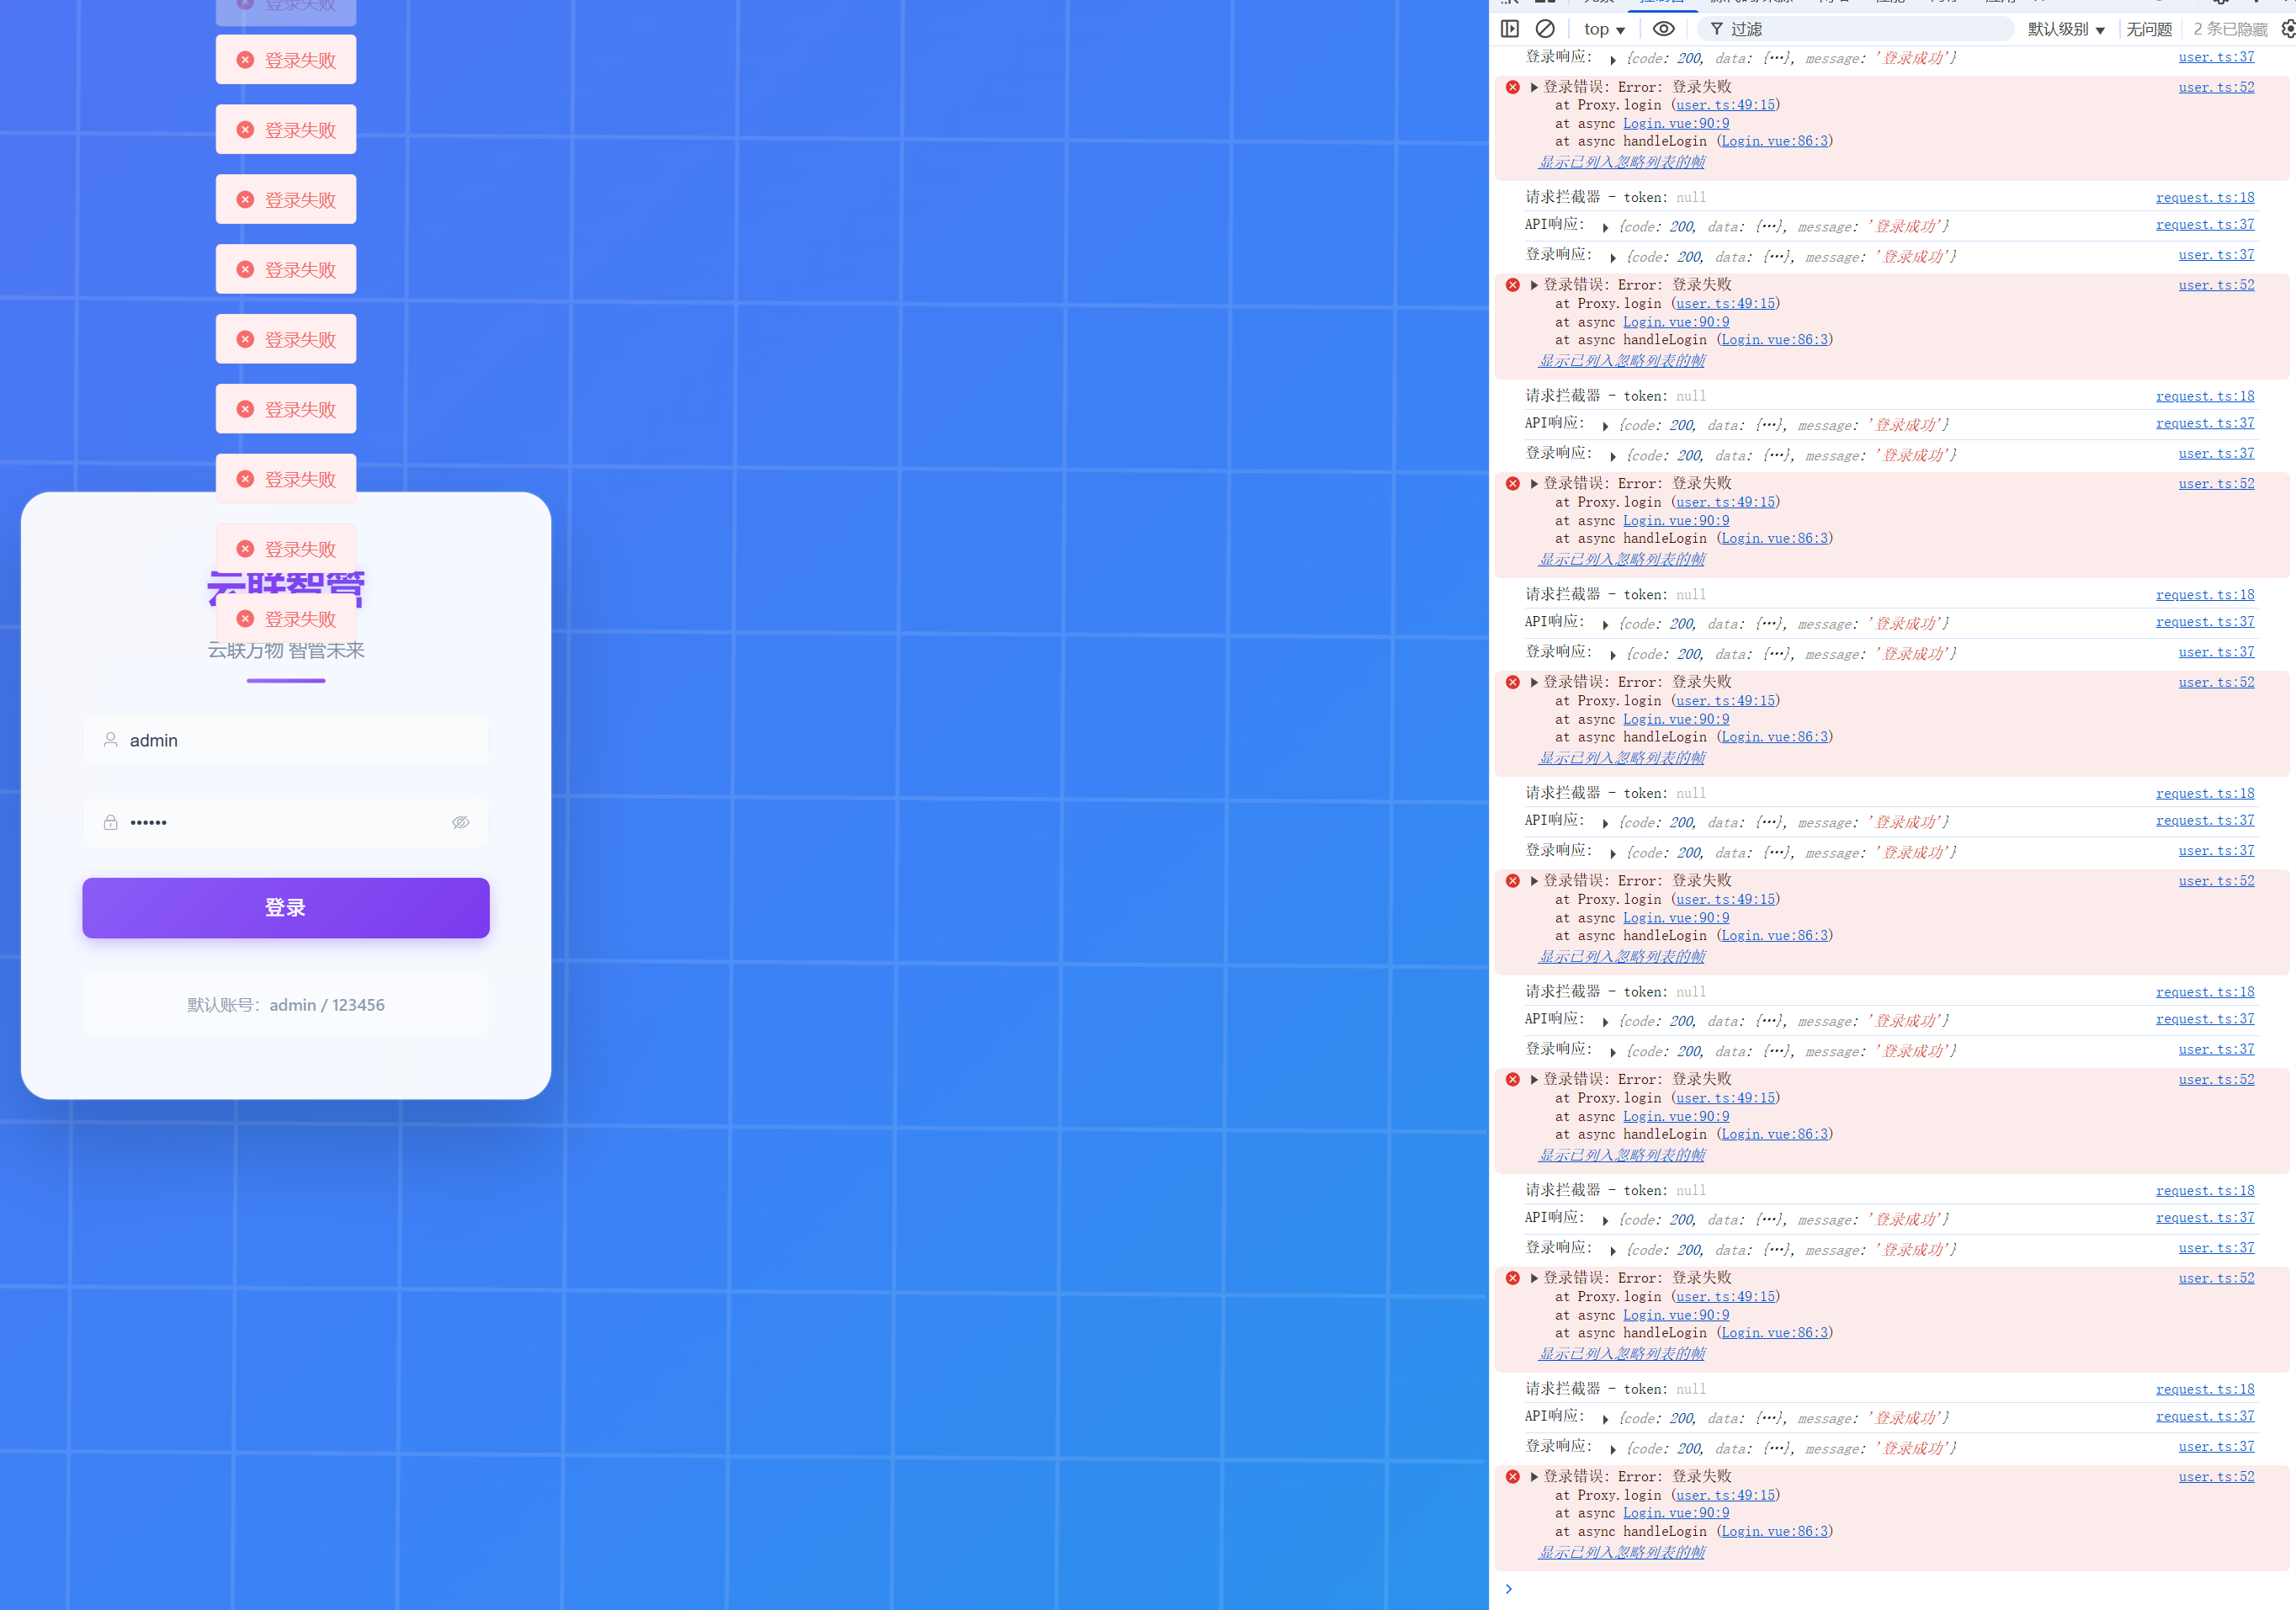 登录失败
登录失败
登录失败
登录失败
登录失败
登录失败
登录失败
登录失败
登录失败
登录失败
云联智管
云联万物 智管未来
admin
••••••
登录
默认账号：admin / 123456
top
过滤
默认级别
无问题
2 条已隐藏
登录响应： {code: 200, data: {…}, message: '登录成功'} user.ts:37
登录错误: Error: 登录失败 user.ts:52
at Proxy.login (user.ts:49:15)
at async Login.vue:90:9
at async handleLogin (Login.vue:86:3)
显示已列入忽略列表的帧
请求拦截器 - token: null request.ts:18
API响应： {code: 200, data: {…}, message: '登录成功'} request.ts:37
登录响应： {code: 200, data: {…}, message: '登录成功'} user.ts:37
登录错误: Error: 登录失败 user.ts:52
at Proxy.login (user.ts:49:15)
at async Login.vue:90:9
at async handleLogin (Login.vue:86:3)
显示已列入忽略列表的帧
请求拦截器 - token: null request.ts:18
API响应： {code: 200, data: {…}, message: '登录成功'} request.ts:37
登录响应： {code: 200, data: {…}, message: '登录成功'} user.ts:37
登录错误: Error: 登录失败 user.ts:52
at Proxy.login (user.ts:49:15)
at async Login.vue:90:9
at async handleLogin (Login.vue:86:3)
显示已列入忽略列表的帧
请求拦截器 - token: null request.ts:18
API响应： {code: 200, data: {…}, message: '登录成功'} request.ts:37
登录响应： {code: 200, data: {…}, message: '登录成功'} user.ts:37
登录错误: Error: 登录失败 user.ts:52
at Proxy.login (user.ts:49:15)
at async Login.vue:90:9
at async handleLogin (Login.vue:86:3)
显示已列入忽略列表的帧
请求拦截器 - token: null request.ts:18
API响应： {code: 200, data: {…}, message: '登录成功'} request.ts:37
登录响应： {code: 200, data: {…}, message: '登录成功'} user.ts:37
登录错误: Error: 登录失败 user.ts:52
at Proxy.login (user.ts:49:15)
at async Login.vue:90:9
at async handleLogin (Login.vue:86:3)
显示已列入忽略列表的帧
请求拦截器 - token: null request.ts:18
API响应： {code: 200, data: {…}, message: '登录成功'} request.ts:37
登录响应： {code: 200, data: {…}, message: '登录成功'} user.ts:37
登录错误: Error: 登录失败 user.ts:52
at Proxy.login (user.ts:49:15)
at async Login.vue:90:9
at async handleLogin (Login.vue:86:3)
显示已列入忽略列表的帧
请求拦截器 - token: null request.ts:18
API响应： {code: 200, data: {…}, message: '登录成功'} request.ts:37
登录响应： {code: 200, data: {…}, message: '登录成功'} user.ts:37
登录错误: Error: 登录失败 user.ts:52
at Proxy.login (user.ts:49:15)
at async Login.vue:90:9
at async handleLogin (Login.vue:86:3)
显示已列入忽略列表的帧
请求拦截器 - token: null request.ts:18
API响应： {code: 200, data: {…}, message: '登录成功'} request.ts:37
登录响应： {code: 200, data: {…}, message: '登录成功'} user.ts:37
登录错误: Error: 登录失败 user.ts:52
at Proxy.login (user.ts:49:15)
at async Login.vue:90:9
at async handleLogin (Login.vue:86:3)
显示已列入忽略列表的帧